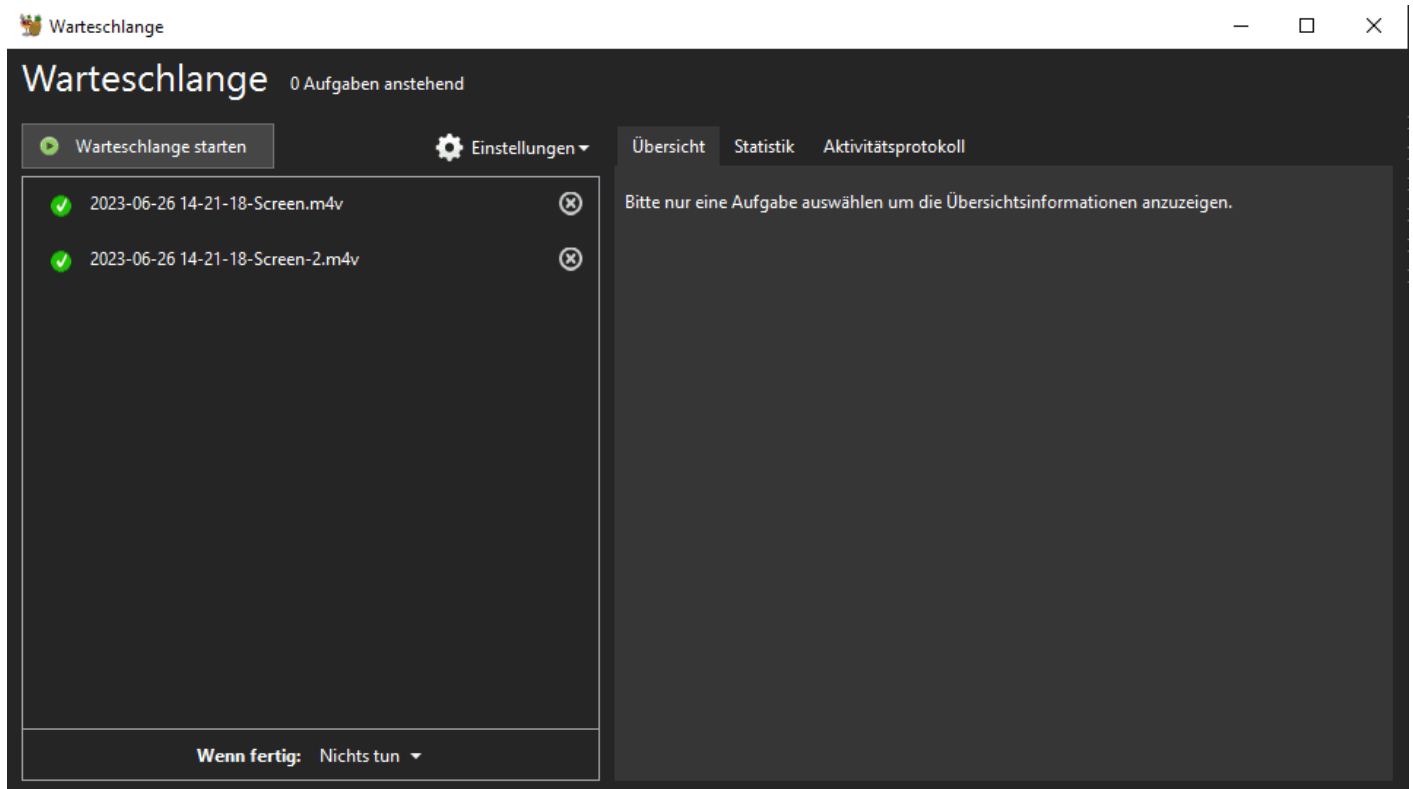 Warteschlange
Warteschlange 0 Aufgaben anstehend
Warteschlange starten
Einstellungen
2023-06-26 14-21-18-Screen.m4v
2023-06-26 14-21-18-Screen-2.m4v
Wenn fertig: Nichts tun
Übersicht Statistik Aktivitätsprotokoll
Bitte nur eine Aufgabe auswählen um die Übersichtsinformationen anzuzeigen.